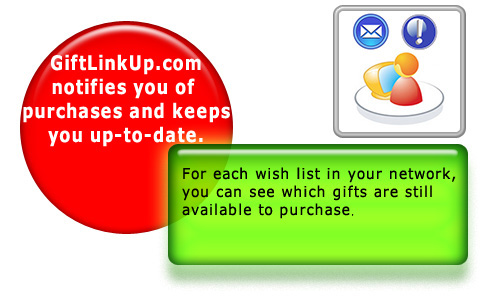 GiftLinkUp.com
notifies you of
purchases and keeps
you up-to-date.
For each wish list in your network,
you can see which gifts are still
available to purchase.